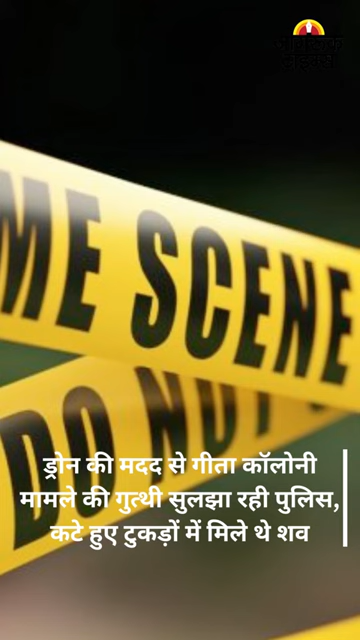 ME SCENE
DO NOT
ड्रोन की मदद से गीता कॉलोनी
मामले की गुत्थी सुलझा रही पुलिस,
कटे हुए टुकड़ों में मिले थे शव